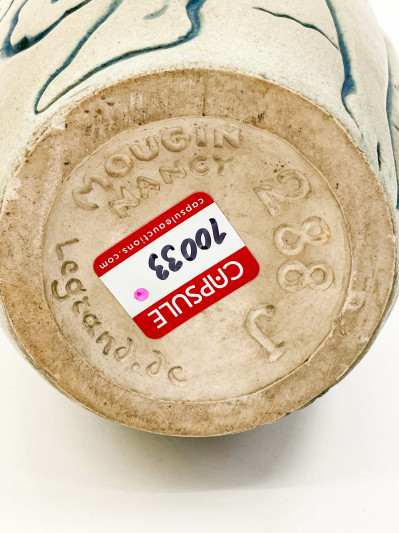 MOUGIN
NANCY
288
J
Legrand.dc
CAPSULE
10033
capsuleauctions.com